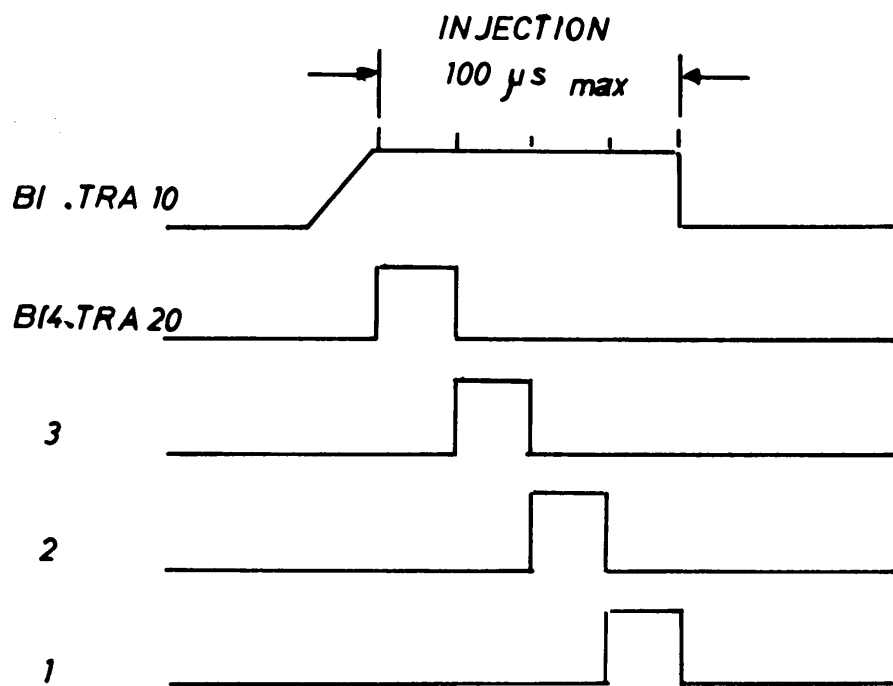 INJECTION
100 µs max
BI .TRA 10
BI4.TRA 20
3
2
1